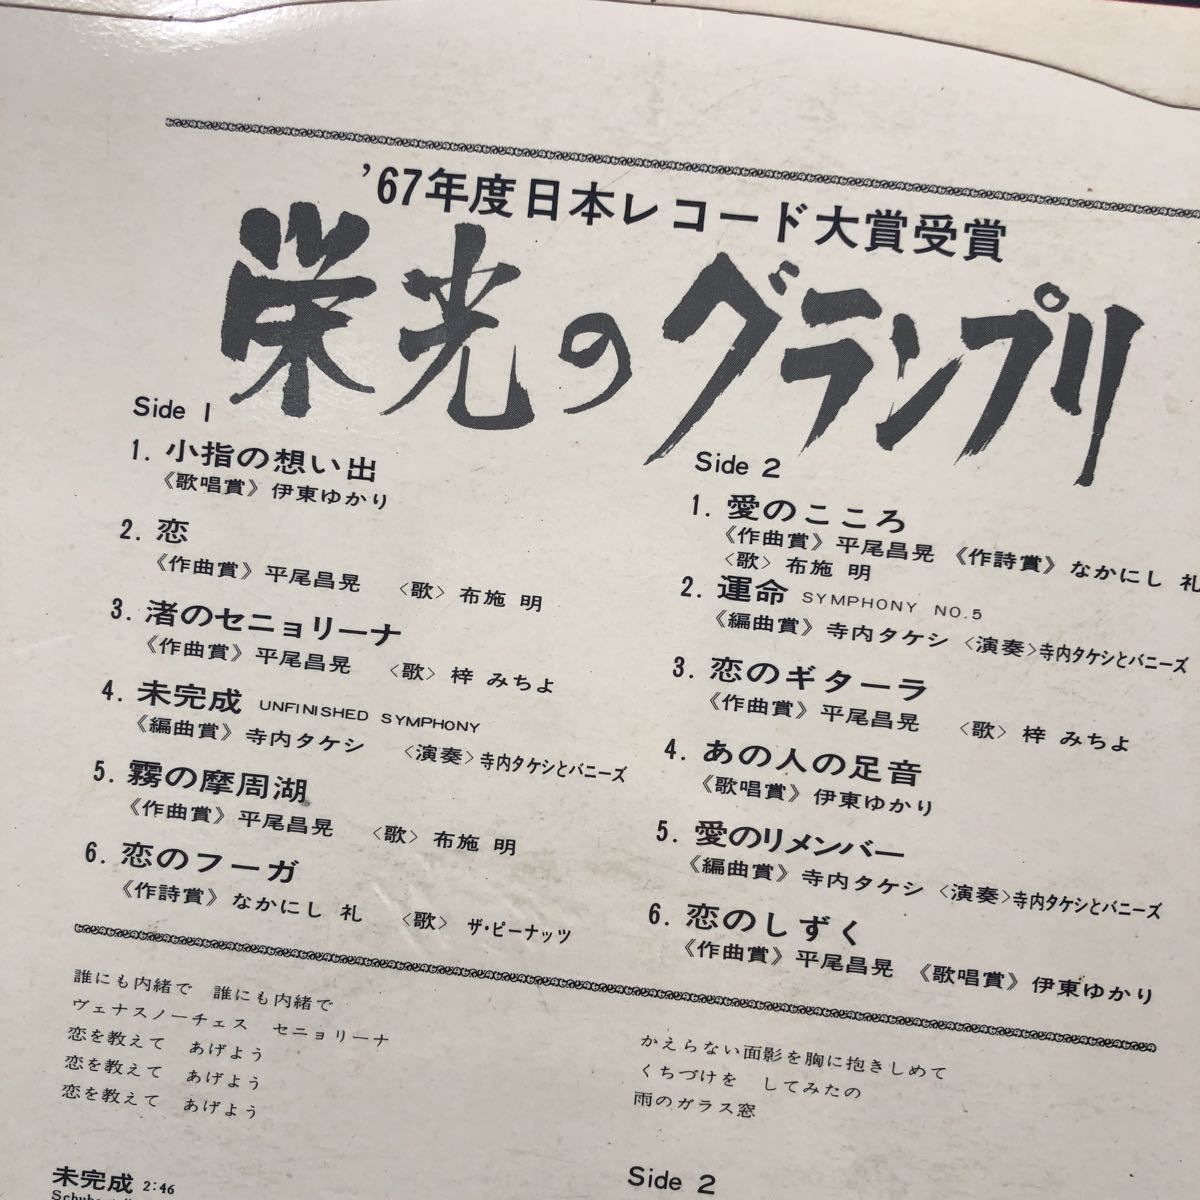 '67年度日本レコード大賞受賞
栄光のグランプリ
Side 1
1. 小指の想い出
《歌唱賞》伊東ゆかり
2. 恋
《作曲賞》平尾昌晃 〈歌〉布施 明
3. 渚のセニョリーナ
《作曲賞》平尾昌晃 〈歌〉梓 みちよ
4. 未完成 UNFINISHED SYMPHONY
《編曲賞》寺内タケシ 〈演奏〉寺内タケシとバニーズ
5. 霧の摩周湖
《作曲賞》平尾昌晃 〈歌〉布施 明
6. 恋のフーガ
《作詩賞》なかにし 礼 〈歌〉ザ・ピーナッツ
Side 2
1. 愛のこころ
《作曲賞》平尾昌晃 《作詩賞》なかにし 礼
〈歌〉布施 明
2. 運命 SYMPHONY NO.5
《編曲賞》寺内タケシ 〈演奏〉寺内タケシとバニーズ
3. 恋のギターラ
《作曲賞》平尾昌晃 〈歌〉梓 みちよ
4. あの人の足音
《歌唱賞》伊東ゆかり
5. 愛のリメンバー
《編曲賞》寺内タケシ 〈演奏〉寺内タケシとバニーズ
6. 恋のしずく
《作曲賞》平尾昌晃 《歌唱賞》伊東ゆかり
誰にも内緒で 誰にも内緒で
ヴェナスノーチェス セニョリーナ
恋を教えて あげよう
恋を教えて あげよう
恋を教えて あげよう
未完成 2:46
かえらない面影を胸に抱きしめて
くちづけを してみたの
雨のガラス窓
Side 2